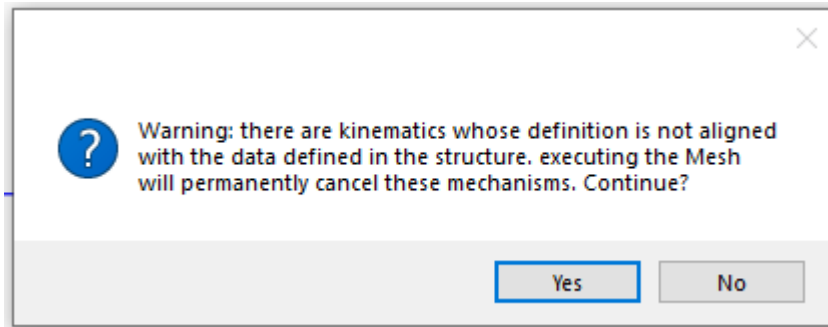 Warning: there are kinematics whose definition is not aligned
with the data defined in the structure. executing the Mesh
will permanently cancel these mechanisms. Continue?
Yes
No